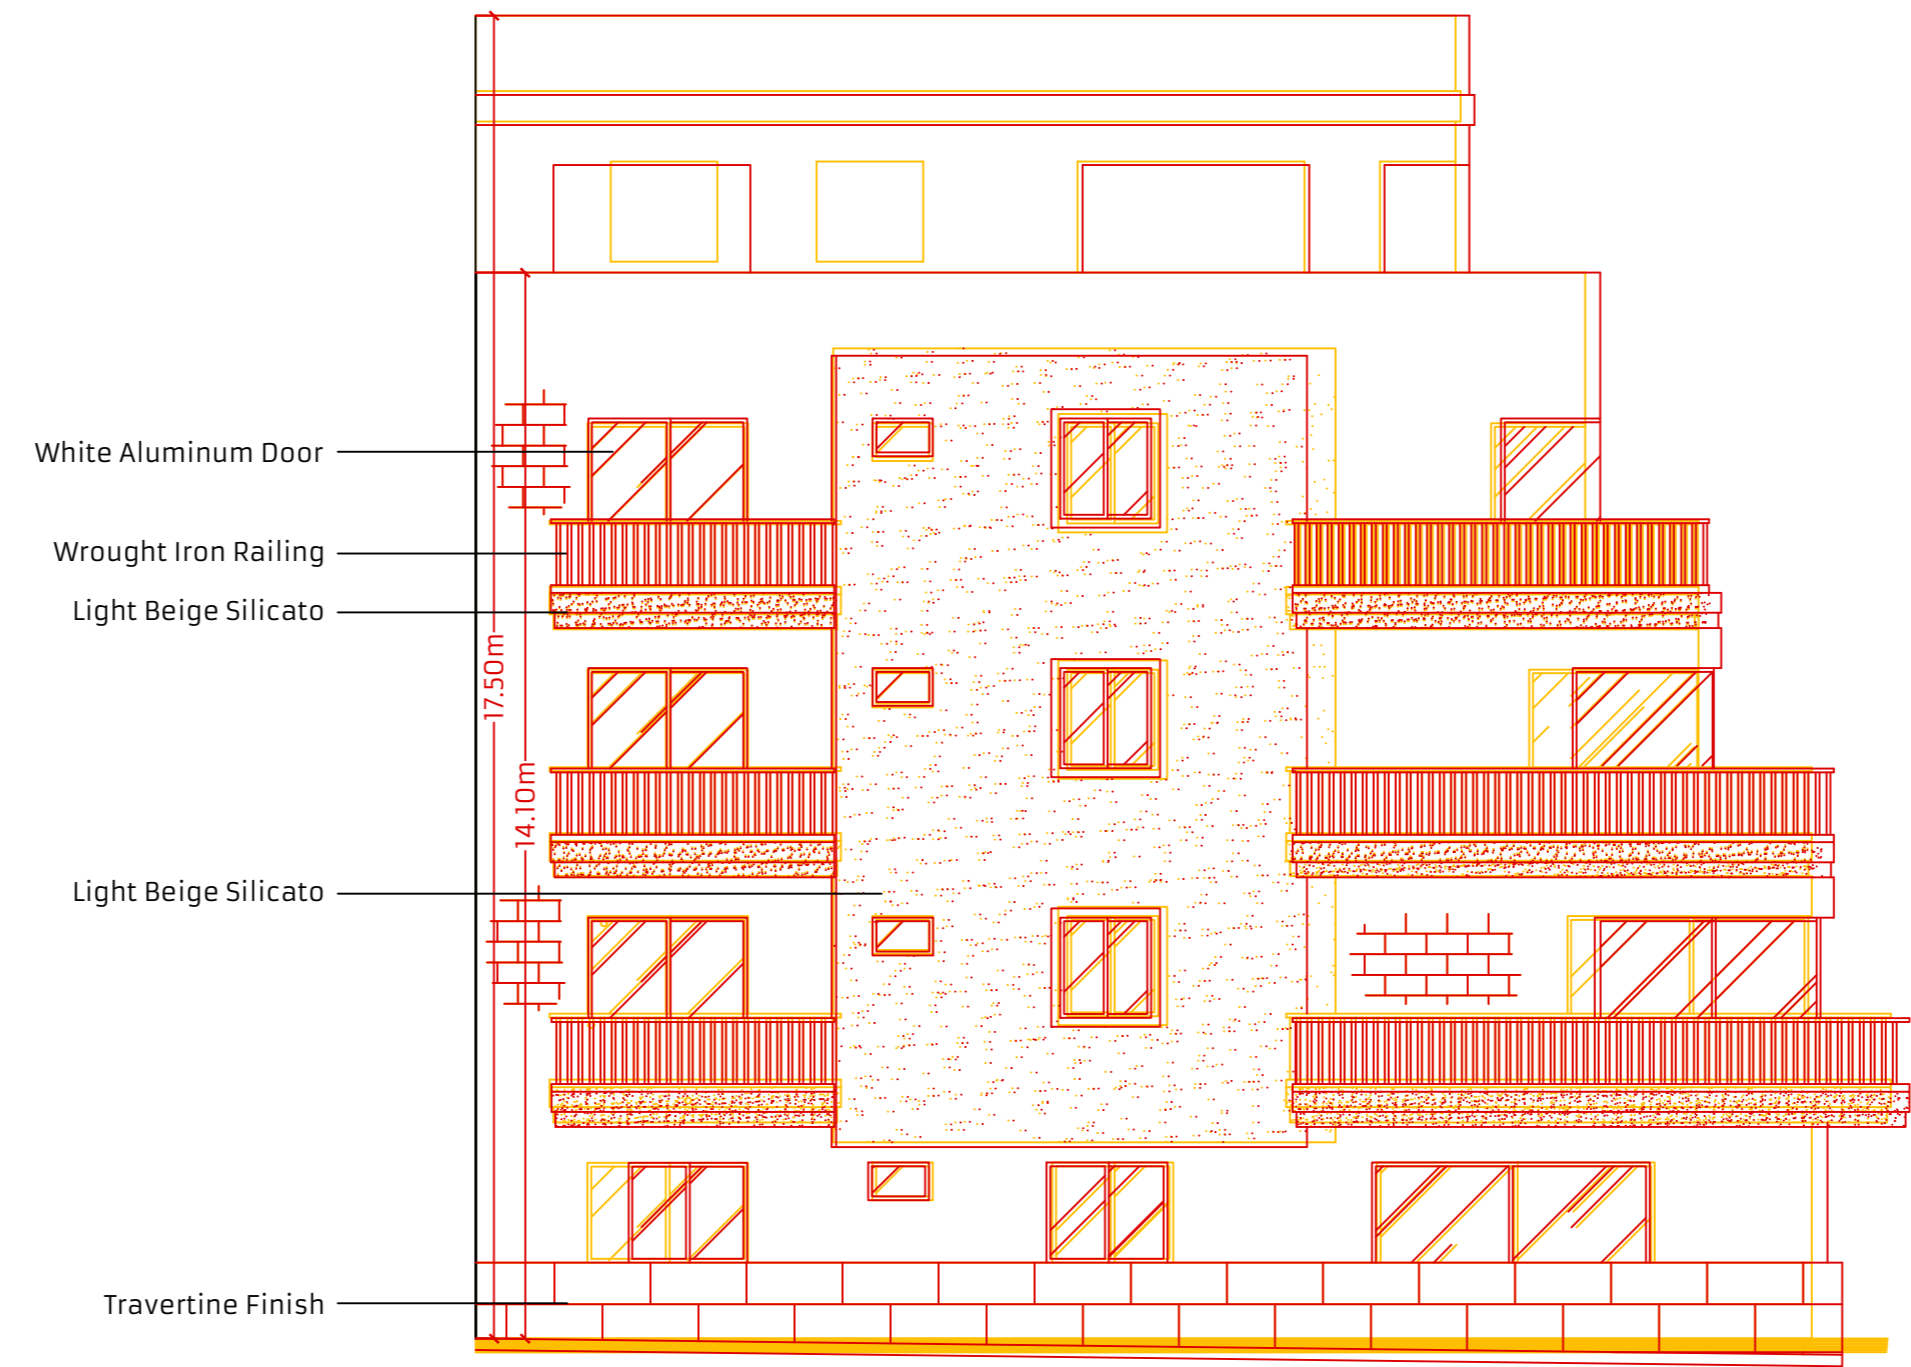 White Aluminum Door
Wrought Iron Railing
Light Beige Silicato
17.50m
14.10m
Light Beige Silicato
Travertine Finish